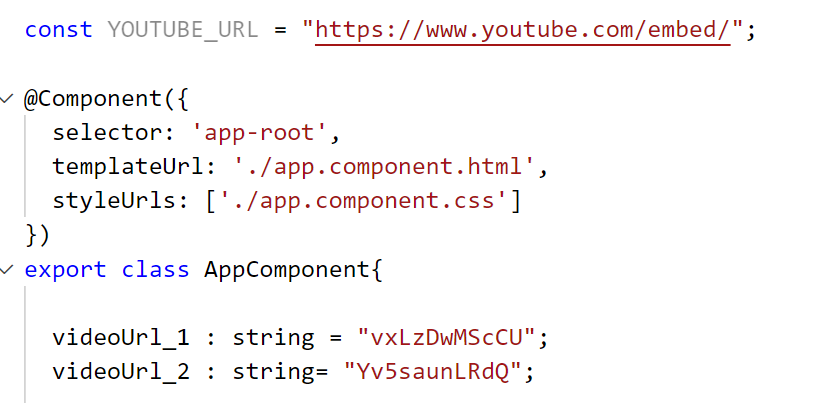 const YOUTUBE_URL = "https://www.youtube.com/embed/";
@Component({
selector: 'app-root',
templateUrl: './app.component.html',
styleUrls: ['./app.component.css']
})
export class AppComponent{
videoUrl_1 : string = "vxLzDwMScCU";
videoUrl_2 : string= "Yv5saunLRdQ";